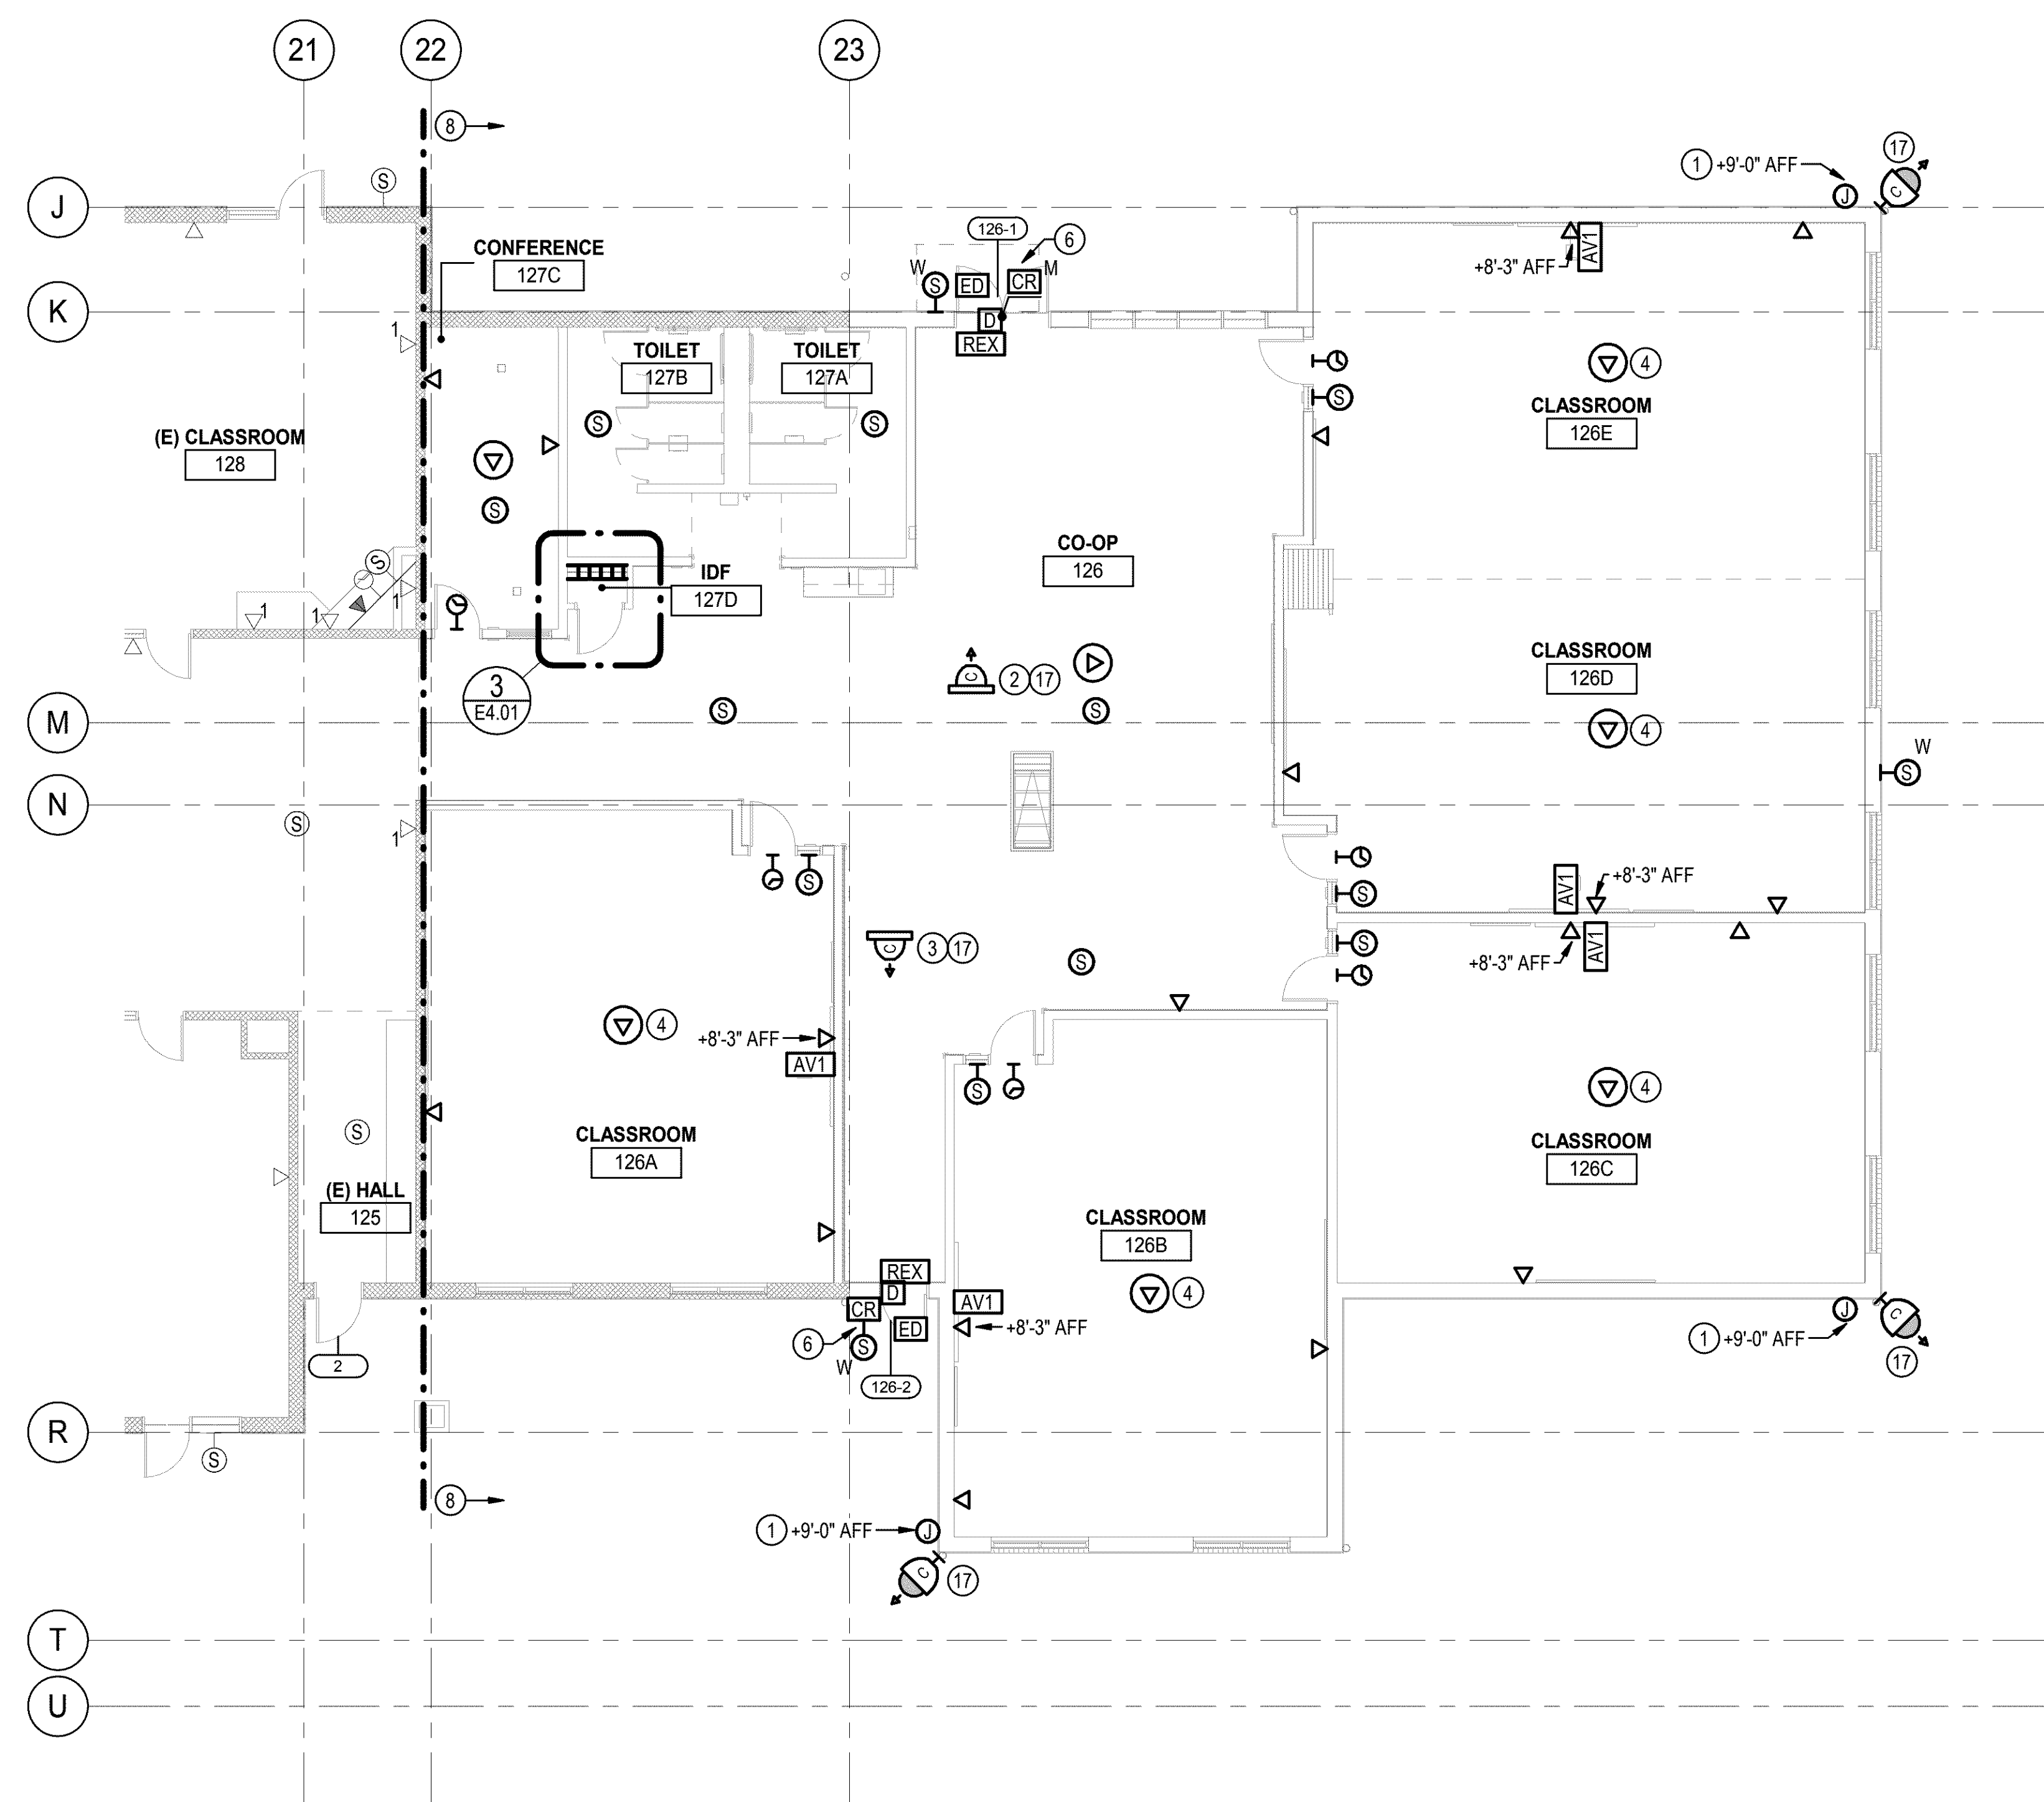 21
22
23
8
17
1 +9'-0" AFF
J
C
S
J
126-1
6
CONFERENCE
127C
W
S
ED
CR
M
+8'-3" AFF
AV1
K
D
REX
1
TOILET
127B
TOILET
127A
4
S
CLASSROOM
126E
(E) CLASSROOM
128
S
S
S
CO-OP
126
S
IDF
127D
1
1
1
CLASSROOM
126D
C
2
17
3
E4.01
M
S
S
4
W
S
N
S
1
S
AV1
+8'-3" AFF
S
C
3
17
S
S
+8'-3" AFF
AV1
4
+8'-3" AFF
AV1
S
4
S
CLASSROOM
126A
CLASSROOM
126C
(E) HALL
125
CLASSROOM
126B
REX
D
CR
ED
AV1
4
6
S
W
+8'-3" AFF
J
C
1 +9'-0" AFF
17
2
126-2
R
S
8
1 +9'-0" AFF
J
C
17
T
U